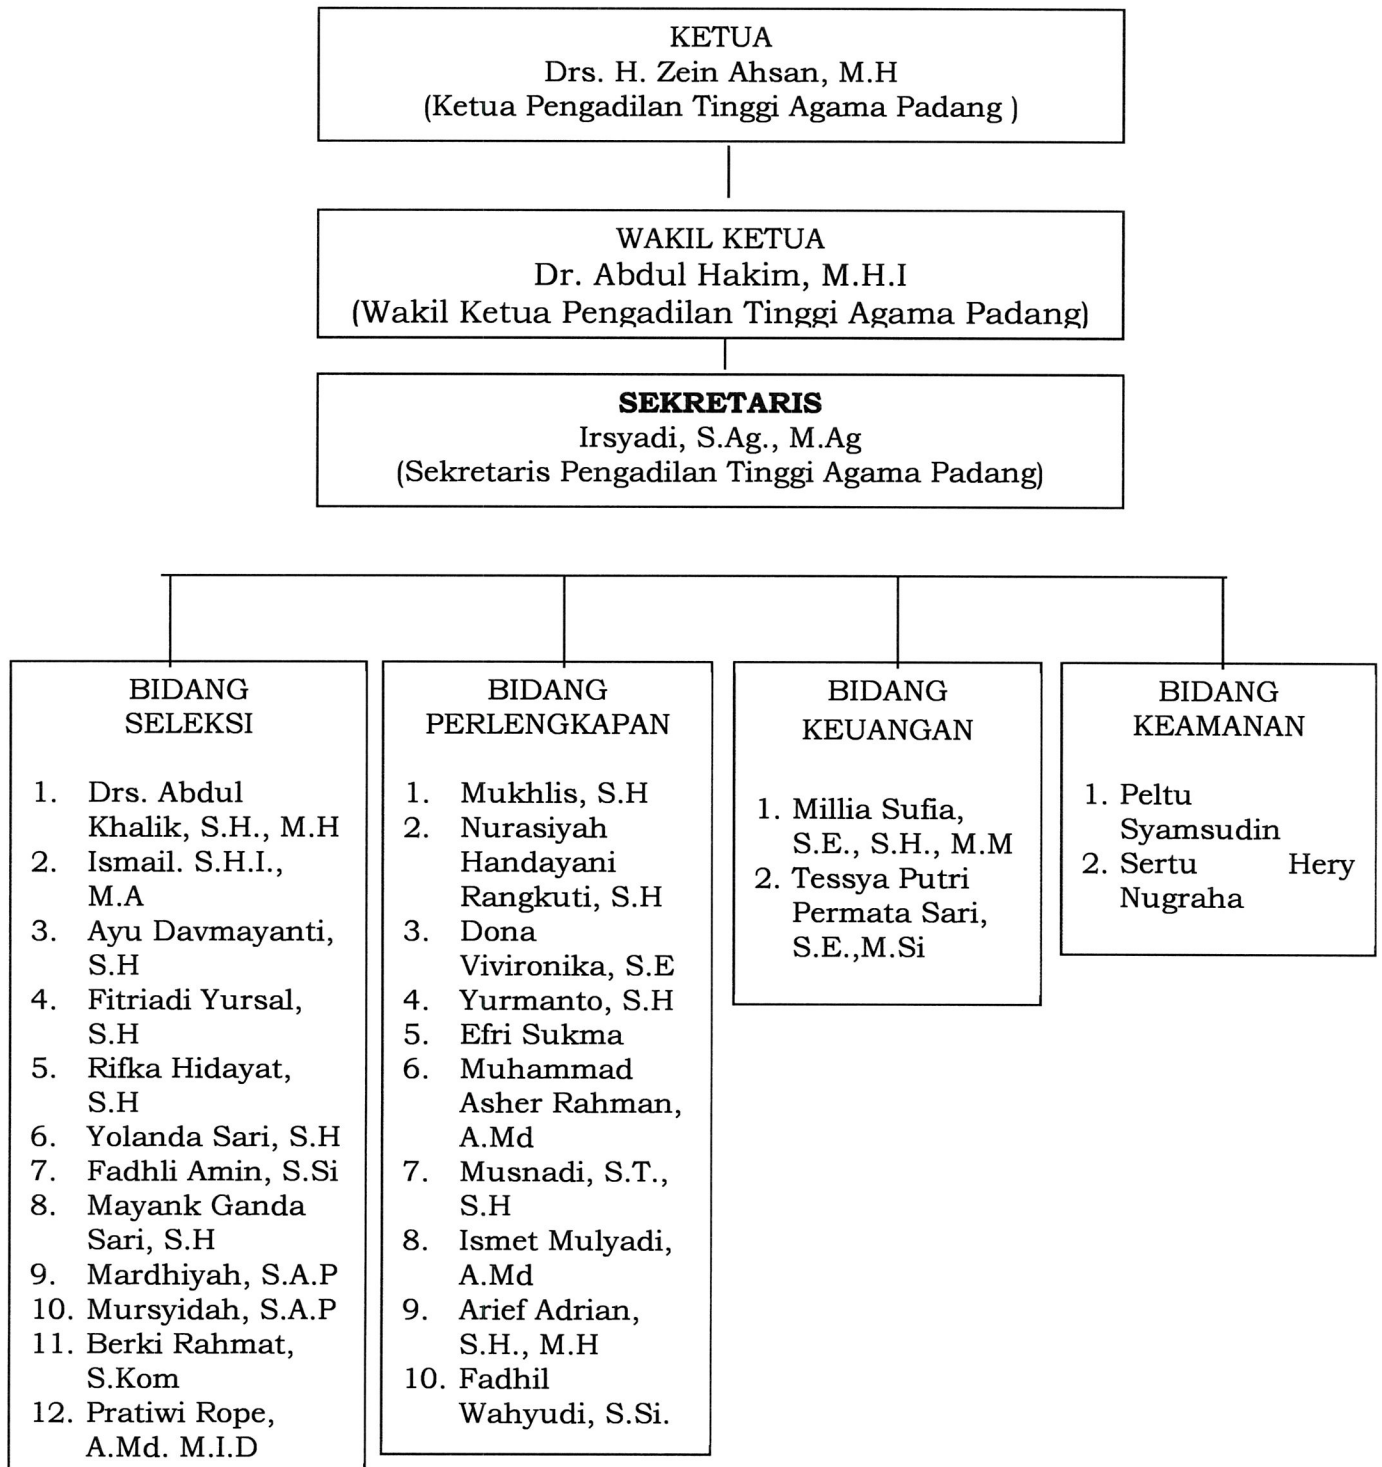 KETUA
Drs. H. Zein Ahsan, M.H
(Ketua Pengadilan Tinggi Agama Padang )
WAKIL KETUA
Dr. Abdul Hakim, M.H.I
(Wakil Ketua Pengadilan Tinggi Agama Padang)
SEKRETARIS
Irsyadi, S.Ag., M.Ag
(Sekretaris Pengadilan Tinggi Agama Padang)
BIDANG
SELEKSI
1. Drs. Abdul
Khalik, S.H., M.H
2. Ismail. S.H.I.,
M.A
3. Ayu Davmayanti,
S.H
4. Fitriadi Yursal,
S.H
5. Rifka Hidayat,
S.H
6. Yolanda Sari, S.H
7. Fadhli Amin, S.Si
8. Mayank Ganda
Sari, S.H
9. Mardhiyah, S.A.P
10. Mursyidah, S.A.P
11. Berki Rahmat,
S.Kom
12. Pratiwi Rope,
A.Md. M.I.D
BIDANG
PERLENGKAPAN
1. Mukhlis, S.H
2. Nurasiyah
Handayani
Rangkuti, S.H
3. Dona
Vivironika, S.E
4. Yurmanto, S.H
5. Efri Sukma
6. Muhammad
Asher Rahman,
A.Md
7. Musnadi, S.T.,
S.H
8. Ismet Mulyadi,
A.Md
9. Arief Adrian,
S.H., M.H
10. Fadhil
Wahyudi, S.Si.
BIDANG
KEUANGAN
1. Millia Sufia,
S.E., S.H., M.M
2. Tessya Putri
Permata Sari,
S.E.,M.Si
BIDANG
KEAMANAN
1. Peltu
Syamsudin
2. Sertu Hery
Nugraha